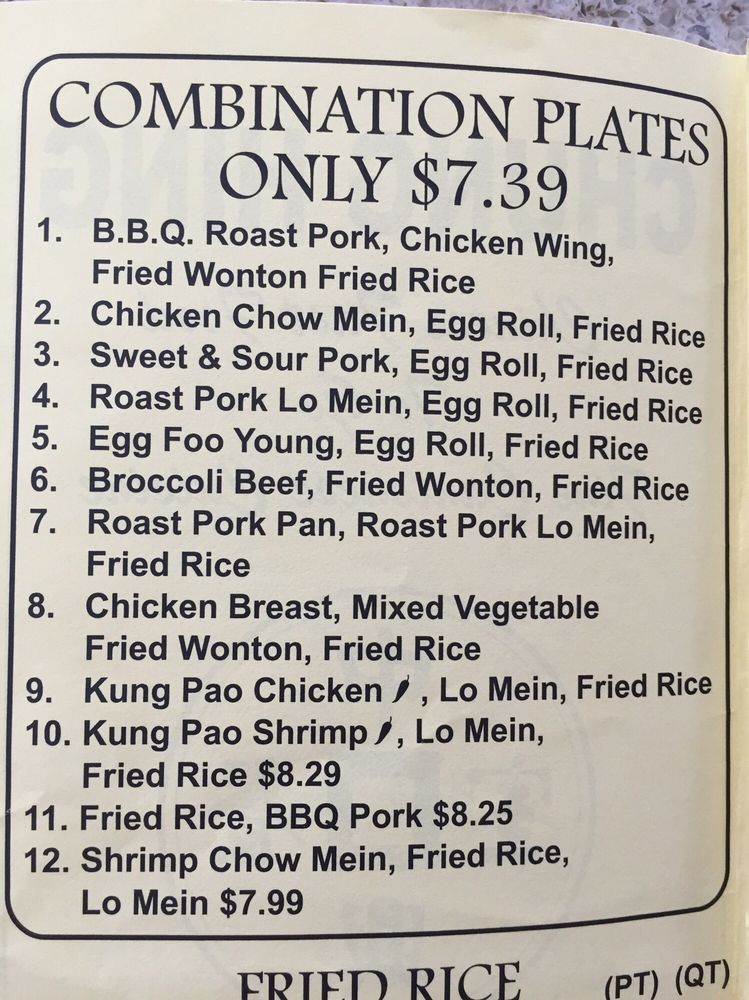 COMBINATION PLATES
ONLY $7.39
1. B.B.Q. Roast Pork, Chicken Wing,
Fried Wonton Fried Rice
2. Chicken Chow Mein, Egg Roll, Fried Rice
3. Sweet & Sour Pork, Egg Roll, Fried Rice
4. Roast Pork Lo Mein, Egg Roll, Fried Rice
5. Egg Foo Young, Egg Roll, Fried Rice
6. Broccoli Beef, Fried Wonton, Fried Rice
7. Roast Pork Pan, Roast Pork Lo Mein,
Fried Rice
8. Chicken Breast, Mixed Vegetable
Fried Wonton, Fried Rice
9. Kung Pao Chicken , Lo Mein, Fried Rice
10. Kung Pao Shrimp , Lo Mein,
Fried Rice $8.29
11. Fried Rice, BBQ Pork $8.25
12. Shrimp Chow Mein, Fried Rice,
Lo Mein $7.99
FRIED RICE (PT) (QT)